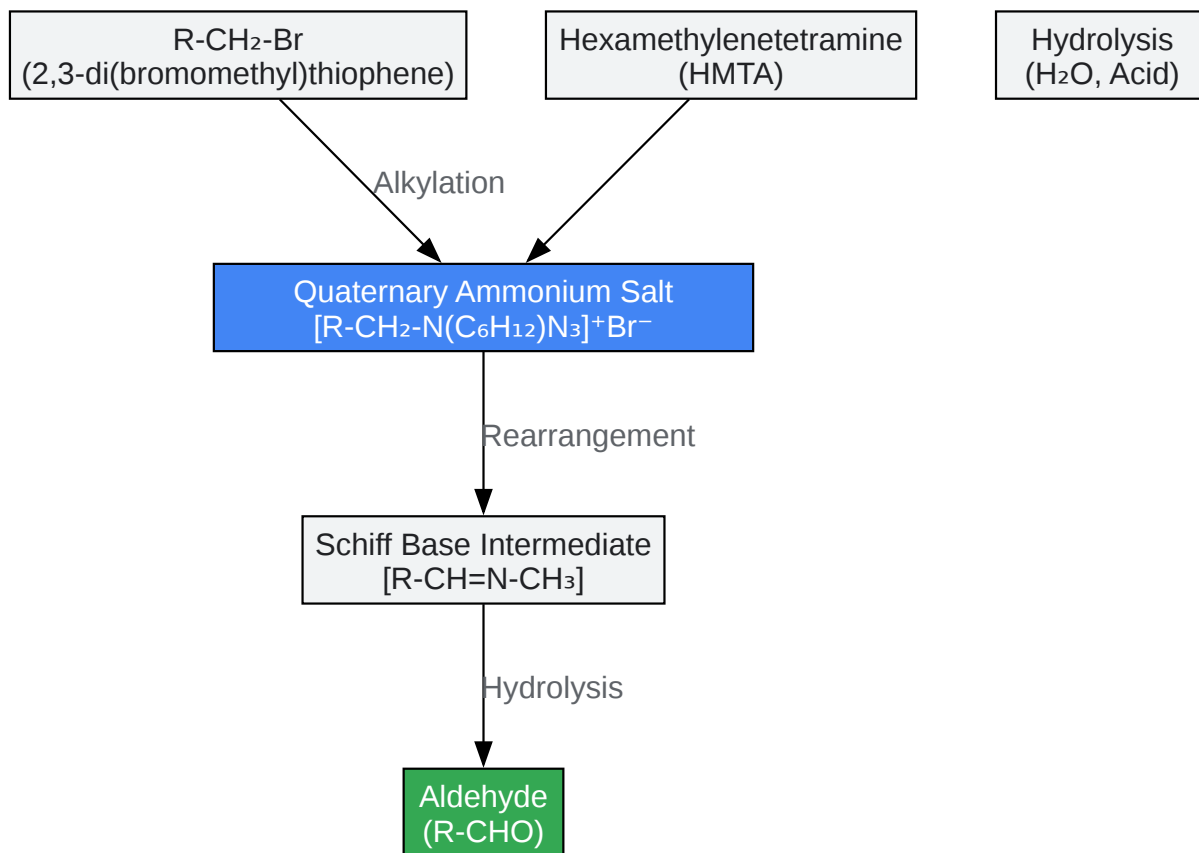 R-CH₂-Br
(2,3-di(bromomethyl)thiophene)
Hexamethylenetetramine
(HMTA)
Hydrolysis
(H₂O, Acid)
Alkylation
Quaternary Ammonium Salt
[R-CH₂-N(C₆H₁₂)N₃]⁺Br⁻
Rearrangement
Schiff Base Intermediate
[R-CH=N-CH₃]
Hydrolysis
Aldehyde
(R-CHO)